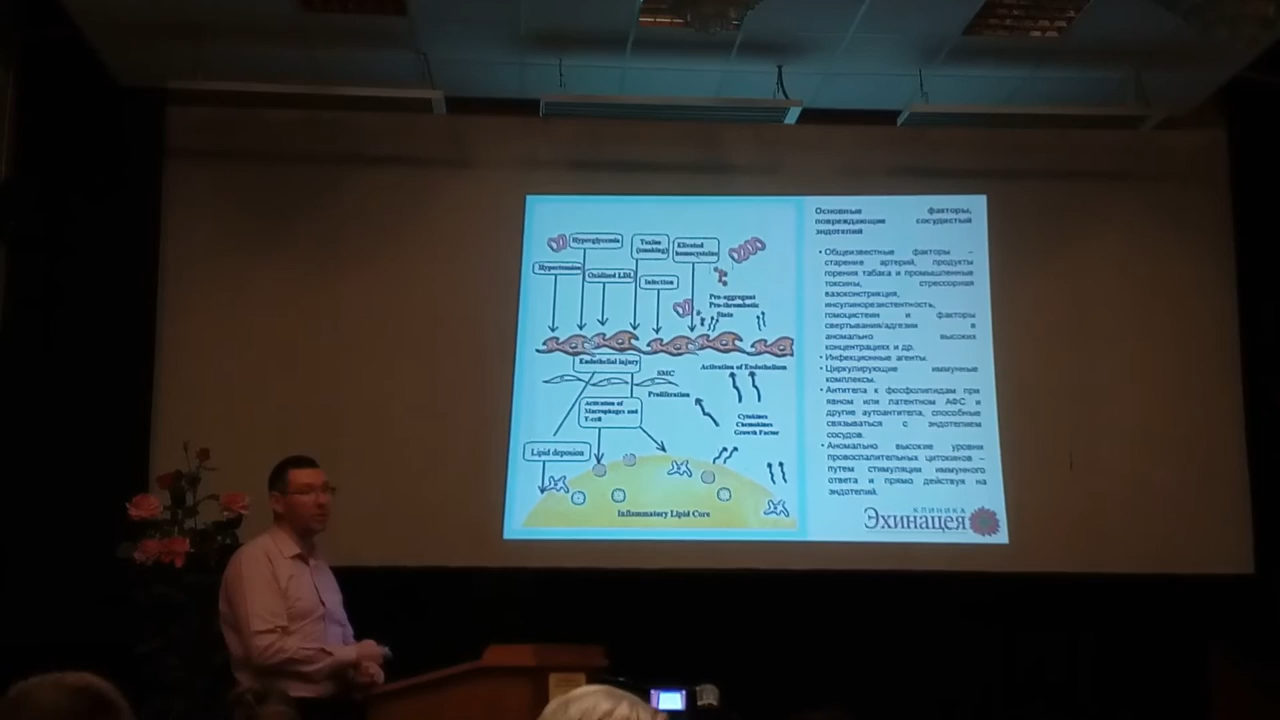 Hyperglycemia
Toxins
(smoking)
Elivated
homocysteine
Hypertension
Oxidized LDL
Infection
Pro-aggregant
Pro-thrombotic
State
Endothelial injury
Activation of Endothelium
SMC
Proliferation
Activation of
Macrophages and
T-cell
Cytokines
Chemokines
Growth Factor
Lipid deposion
Inflammatory Lipid Core
Основные факторы,
повреждающие сосудистый
эндотелий
• Общеизвестные факторы –
старение артерий, продукты
горения табака и промышленные
токсины, стрессорная
вазоконстрикция,
инсулинорезистентность,
гомоцистеин и факторы
свертывания/адгезии в
аномально высоких
концентрациях и др.
• Инфекционные агенты.
• Циркулирующие иммунные
комплексы.
• Антитела к фосфолипидам при
явном или латентном АФС и
другие аутоантитела, способные
связываться с эндотелием
сосудов.
• Аномально высокие уровни
провоспалительных цитокинов –
путем стимуляции иммунного
ответа и прямо действуя на
эндотелий.
КЛИНИКА
Эхинацея